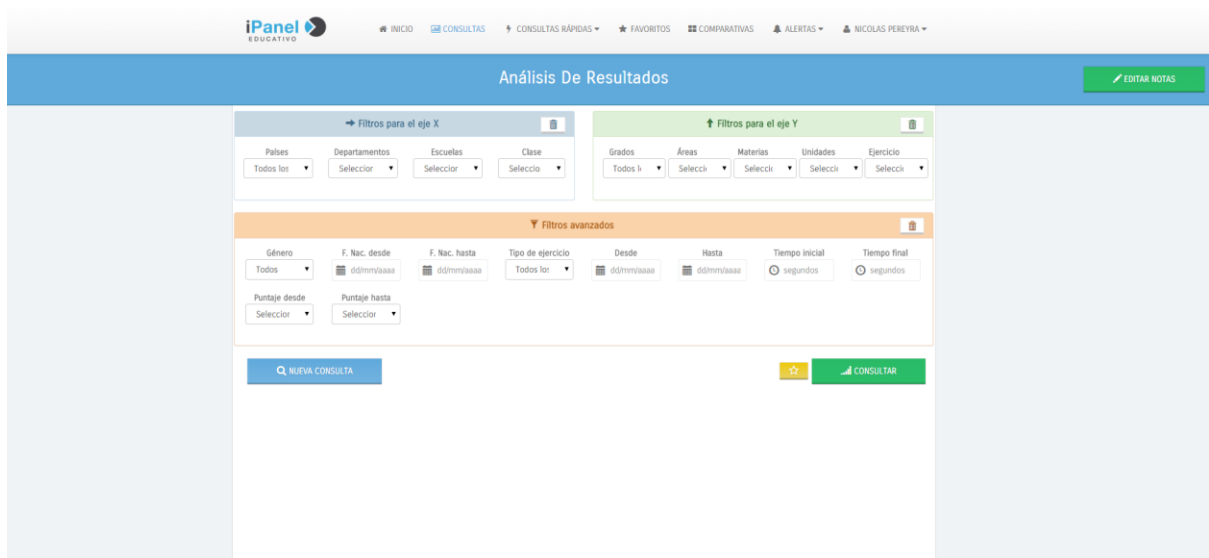 iPanel
EDUCATIVO
INICIO CONSULTAS CONSULTAS RÁPIDAS FAVORITOS COMPARATIVAS ALERTAS NICOLAS PEREYRA
Análisis De Resultados
EDITAR NOTAS
Filtros para el eje X
Países Departamentos Escuelas Clase
Todos los Seleccior Seleccior Seleccio
Filtros para el eje Y
Grados Áreas Materias Unidades Ejercicio
Todos l Selecci Selecci Selecci Selecci
Filtros avanzados
Género F. Nac. desde F. Nac. hasta Tipo de ejercicio Desde Hasta Tiempo inicial Tiempo final
Todos dd/mm/aaaa dd/mm/aaaa Todos los dd/mm/aaaa dd/mm/aaaa segundos segundos
Puntaje desde Puntaje hasta
Seleccior Seleccior
NUEVA CONSULTA
CONSULTAR